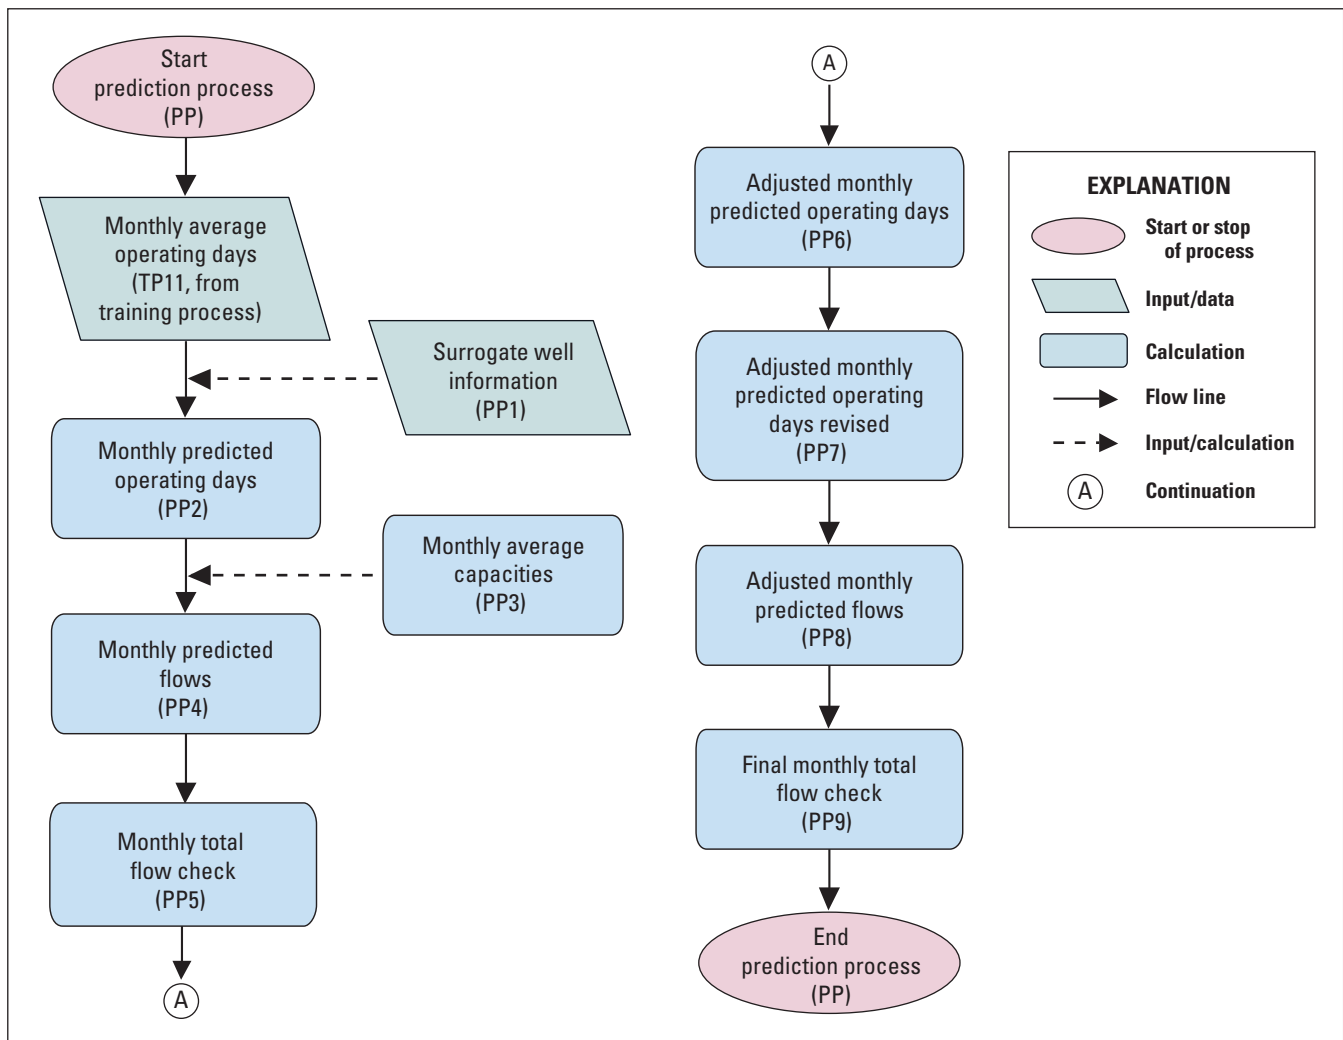 Start
prediction process
(PP)
Monthly average
operating days
(TP11, from
training process)
Surrogate well
information
(PP1)
Monthly predicted
operating days
(PP2)
Monthly average
capacities
(PP3)
Monthly predicted
flows
(PP4)
Monthly total
flow check
(PP5)
A
A
Adjusted monthly
predicted operating days
(PP6)
Adjusted monthly
predicted operating
days revised
(PP7)
Adjusted monthly
predicted flows
(PP8)
Final monthly total
flow check
(PP9)
End
prediction process
(PP)
EXPLANATION
Start or stop
of process
Input/data
Calculation
Flow line
Input/calculation
A
Continuation